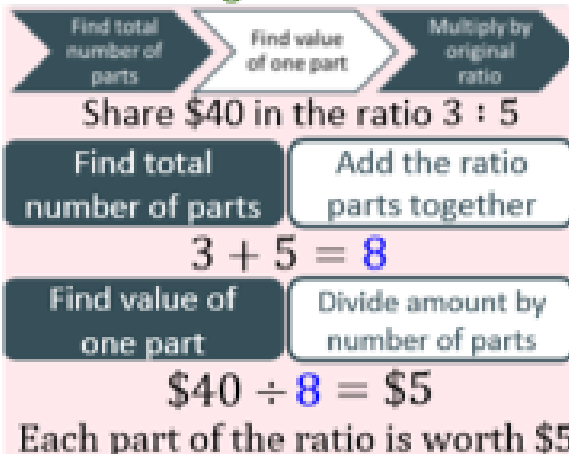 Find total
number of
parts
Find value
of one part
Multiply by
original
ratio
Share $40 in the ratio 3 : 5
Find total
number of parts
Add the ratio
parts together
3 + 5 = 8
Find value of
one part
Divide amount by
number of parts
$40 ÷ 8 = $5
Each part of the ratio is worth $5